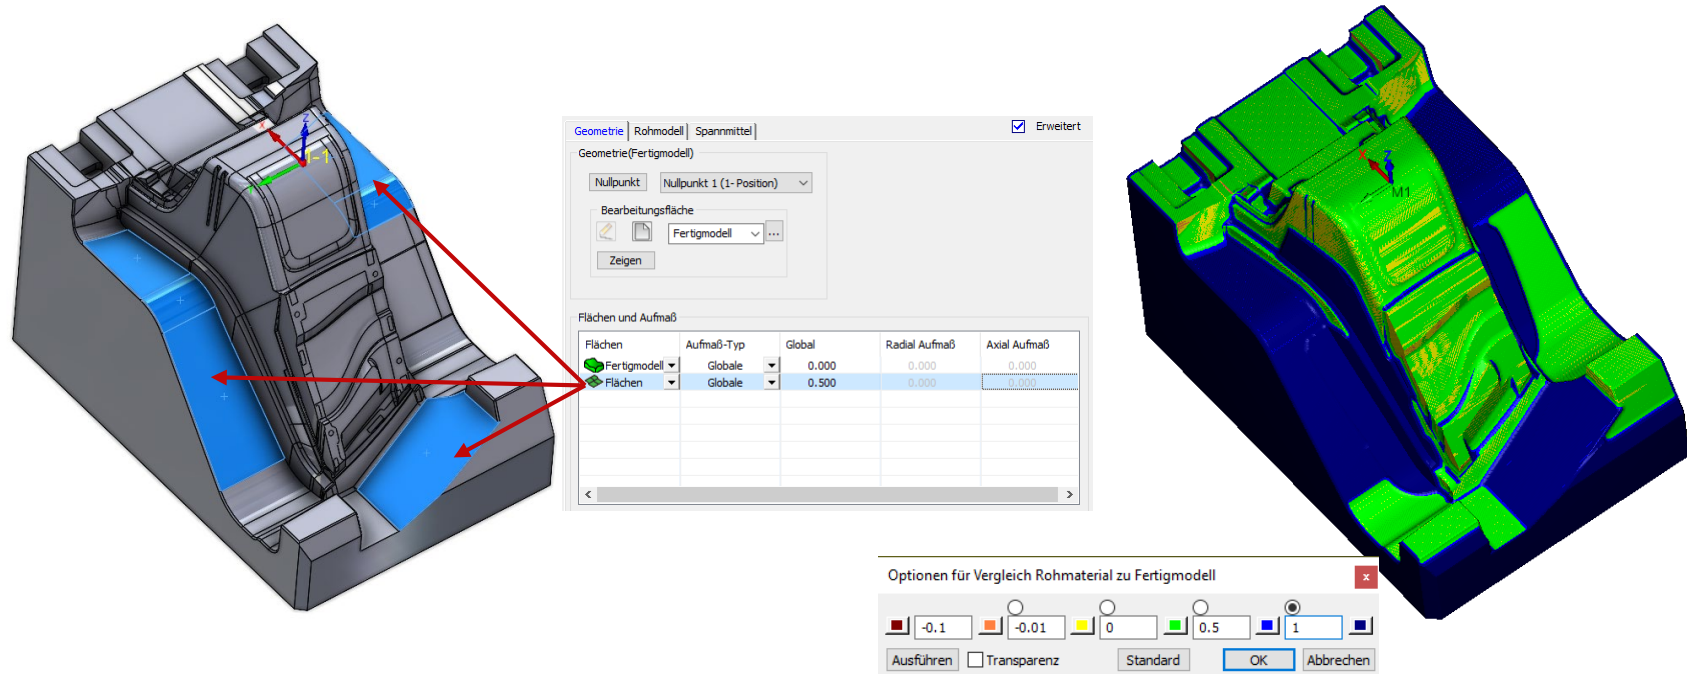 X
Z
1-1
Y
Geometrie Rohmodell Spannmittel
Erweitert
Geometrie(Fertigmodell)
Nullpunkt Nullpunkt 1 (1- Position)
Bearbeitungsfläche
Fertigmodell ...
Zeigen
Flächen und Aufmaß
Flächen Aufmaß-Typ Global Radial Aufmaß Axial Aufmaß
Fertigmodell Globale 0.000 0.000 0.000
Flächen Globale 0.500 0.000 0.000
X
Z
M1
Optionen für Vergleich Rohmaterial zu Fertigmodell
x
-0.1 -0.01 0 0.5 1
Ausführen Transparenz Standard OK Abbrechen